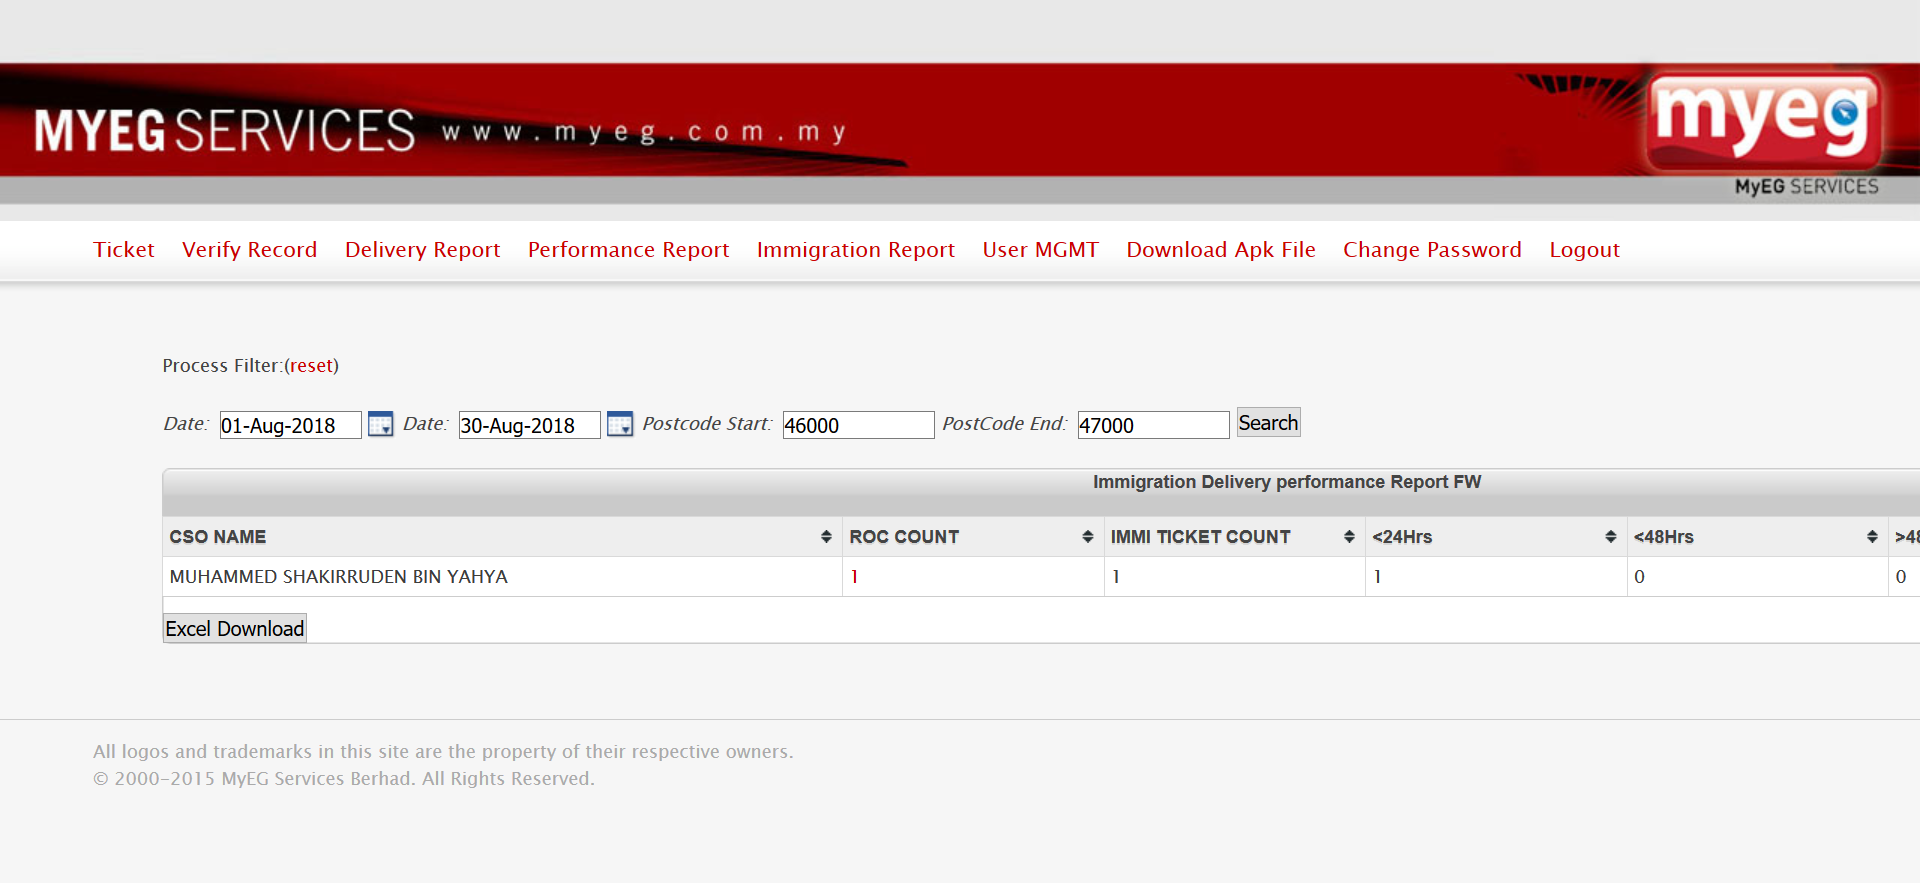 MYEG SERVICES www.myeg.com.my
myeg
MyEG SERVICES
Ticket Verify Record Delivery Report Performance Report Immigration Report User MGMT Download Apk File Change Password Logout
Process Filter:(reset)
Date: 01-Aug-2018 Date: 30-Aug-2018 Postcode Start: 46000 PostCode End: 47000 Search
Immigration Delivery performance Report FW
CSO NAME ROC COUNT IMMI TICKET COUNT <24Hrs <48Hrs
MUHAMMED SHAKIRRUDEN BIN YAHYA 1 1 1 0 0
Excel Download
All logos and trademarks in this site are the property of their respective owners.
© 2000-2015 MyEG Services Berhad. All Rights Reserved.